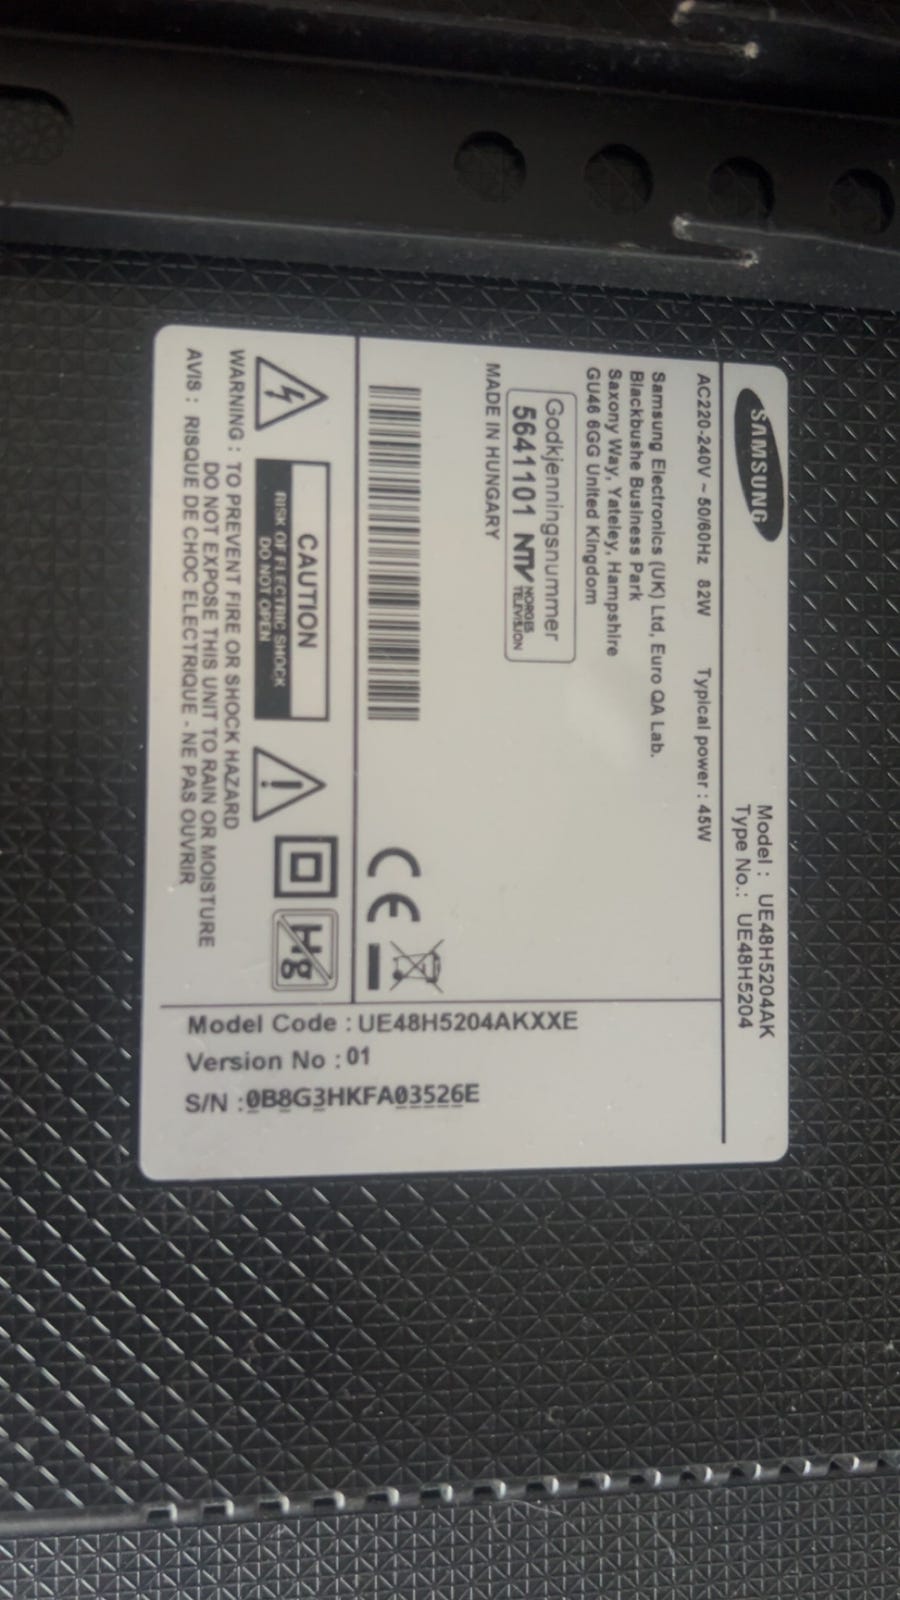 SAMSUNG
Model : UE48H5204AK
Type No.: UE48H5204
AC220-240V ~ 50/60Hz 82W Typical power : 45W
Samsung Electronics (UK) Ltd, Euro QA Lab.
Blackbushe Business Park
Saxony Way, Yateley, Hampshire
GU46 6GG United Kingdom
Godkjenningsnummer
5641101 NTV NORGES TELEVISJON
MADE IN HUNGARY
CE
CAUTION
RISK OF ELECTRIC SHOCK
DO NOT OPEN
Hg
WARNING : TO PREVENT FIRE OR SHOCK HAZARD
DO NOT EXPOSE THIS UNIT TO RAIN OR MOISTURE
AVIS : RISQUE DE CHOC ELECTRIQUE - NE PAS OUVRIR
Model Code : UE48H5204AKXXE
Version No : 01
S/N : 0B8G3HKFA03526E